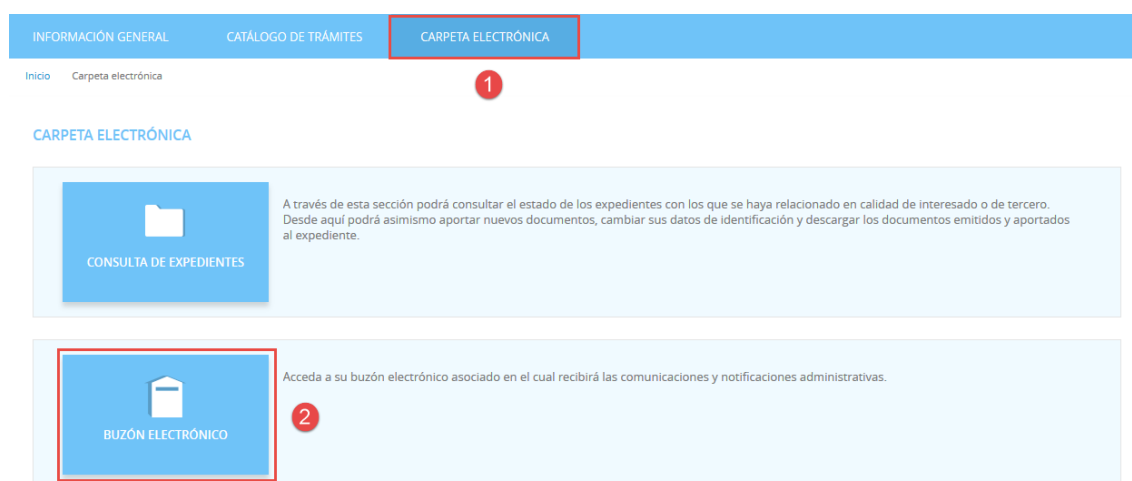 INFORMACIÓN GENERAL CATÁLOGO DE TRÁMITES CARPETA ELECTRÓNICA
Inicio Carpeta electrónica
1
CARPETA ELECTRÓNICA
CONSULTA DE EXPEDIENTES
A través de esta sección podrá consultar el estado de los expedientes con los que se haya relacionado en calidad de interesado o de tercero.
Desde aquí podrá asimismo aportar nuevos documentos, cambiar sus datos de identificación y descargar los documentos emitidos y aportados
al expediente.
BUZÓN ELECTRÓNICO
Acceda a su buzón electrónico asociado en el cual recibirá las comunicaciones y notificaciones administrativas.
2